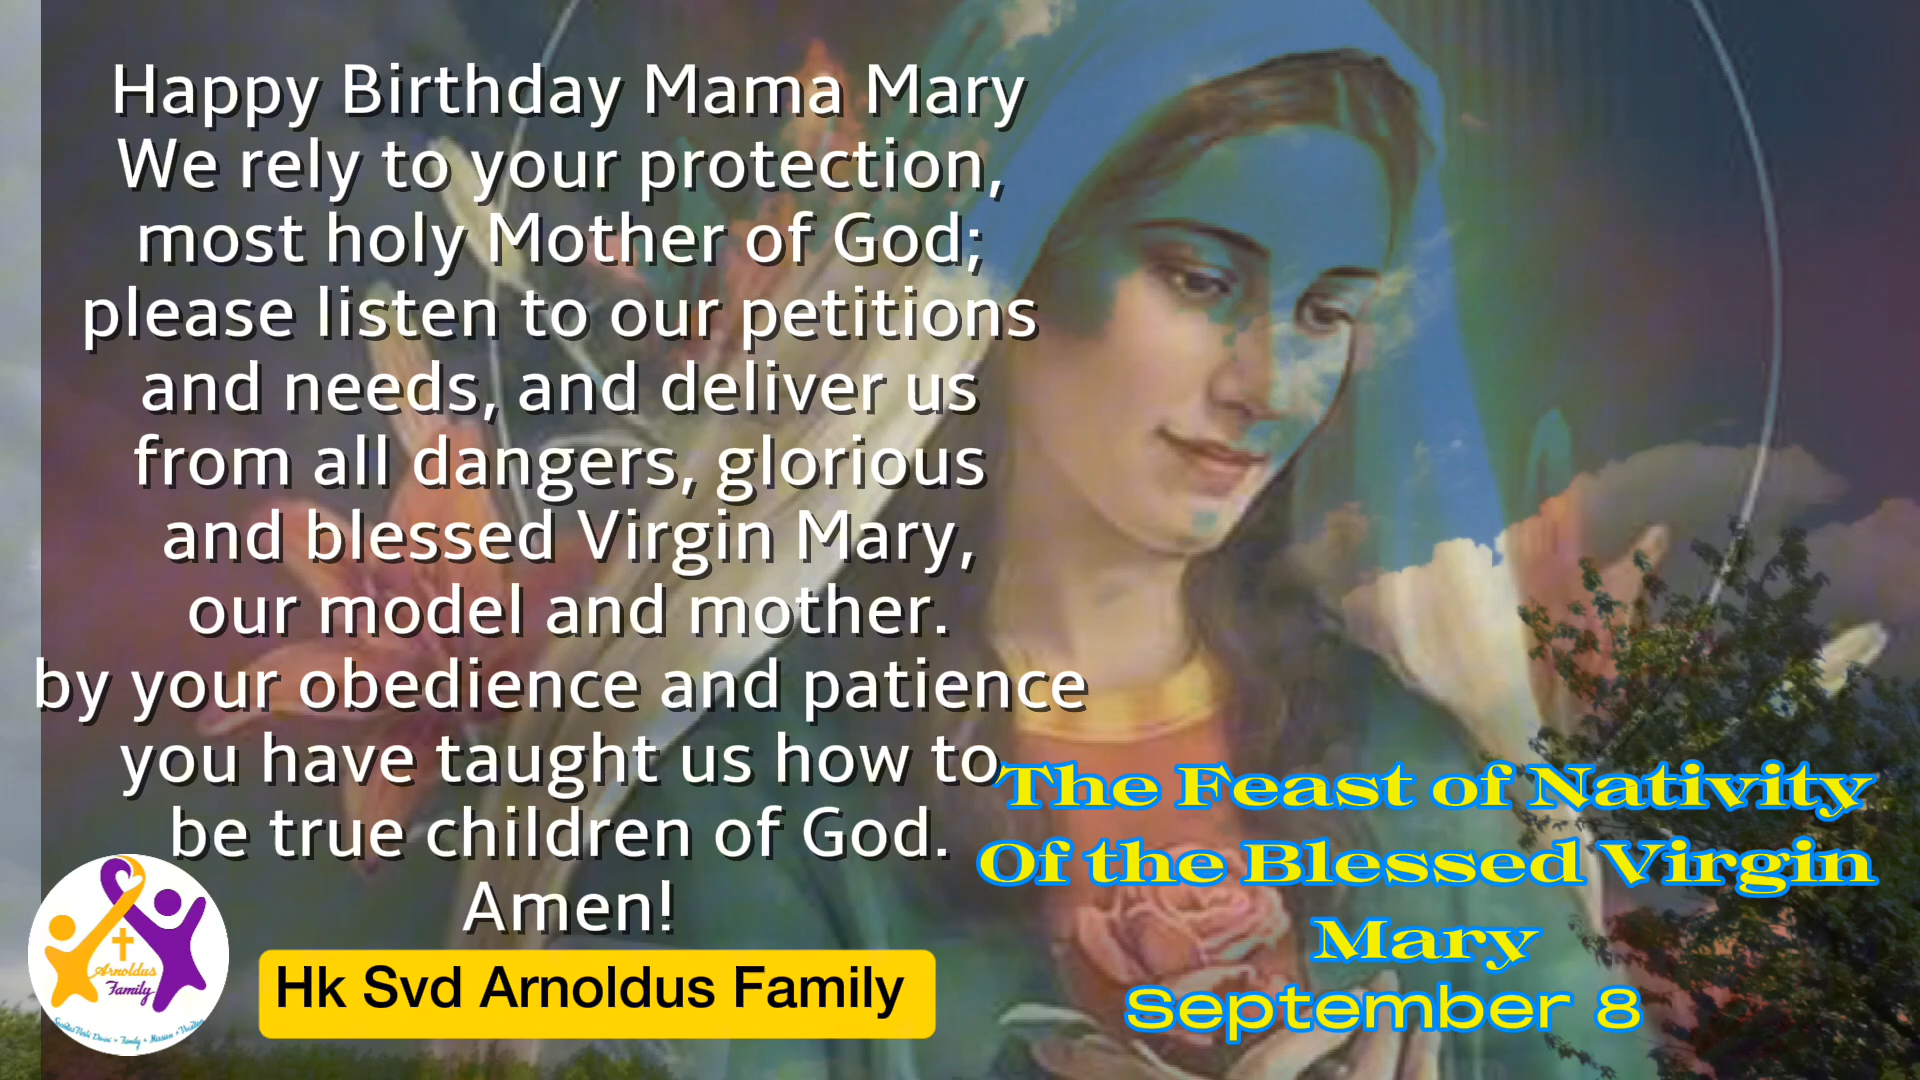 Happy Birthday Mama Mary
We rely to your protection,
most holy Mother of God;
please listen to our petitions
and needs, and deliver us
from all dangers, glorious
and blessed Virgin Mary,
our model and mother.
by your obedience and patience
you have taught us how to
be true children of God.
Amen!
The Feast of Nativity
Of the Blessed Virgin
Mary
September 8
Arnoldus
Family
Hk Svd Arnoldus Family